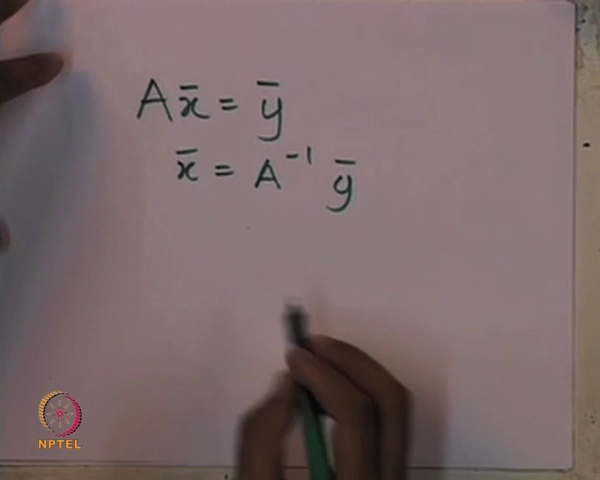 Ax̄ = ȳ
x̄ = A⁻¹ ȳ
NPTEL